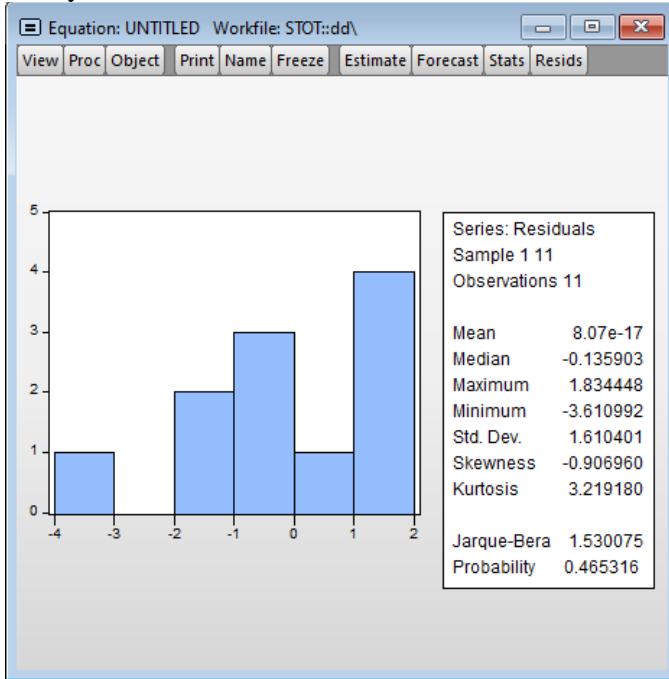 Equation: UNTITLED Workfile: STOT::dd\
View Proc Object Print Name Freeze Estimate Forecast Stats Resids
5
4
3
2
1
0
-4 -3 -2 -1 0 1 2
Series: Residuals
Sample 1 11
Observations 11
Mean 8.07e-17
Median -0.135903
Maximum 1.834448
Minimum -3.610992
Std. Dev. 1.610401
Skewness -0.906960
Kurtosis 3.219180
Jarque-Bera 1.530075
Probability 0.465316